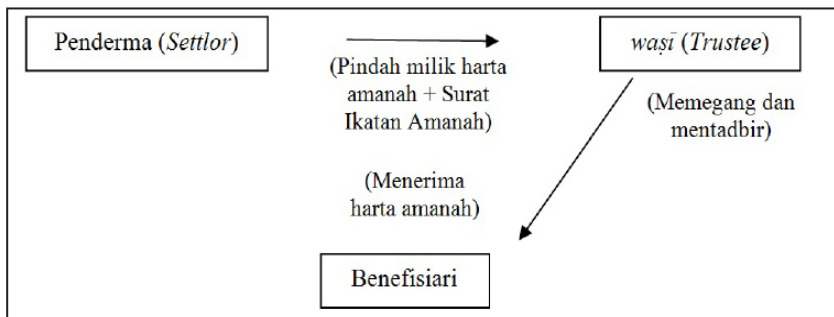 Penderma (Settlor)
waṣī (Trustee)
(Pindah milik harta
amanah + Surat
Ikatan Amanah)
(Memegang dan
mentadbir)
(Menerima
harta amanah)
Benefisiari